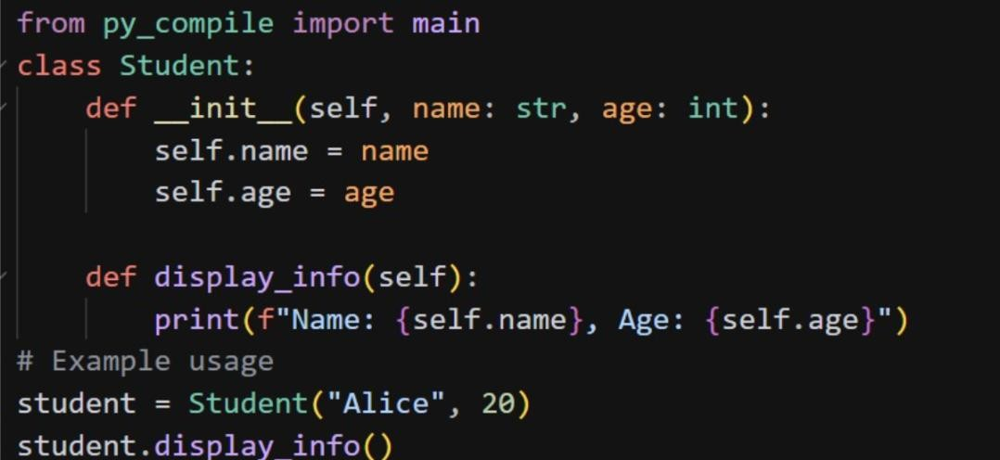 from py_compile import main
class Student:
    def __init__(self, name: str, age: int):
        self.name = name
        self.age = age

    def display_info(self):
        print(f"Name: {self.name}, Age: {self.age}")
# Example usage
student = Student("Alice", 20)
student.display_info()